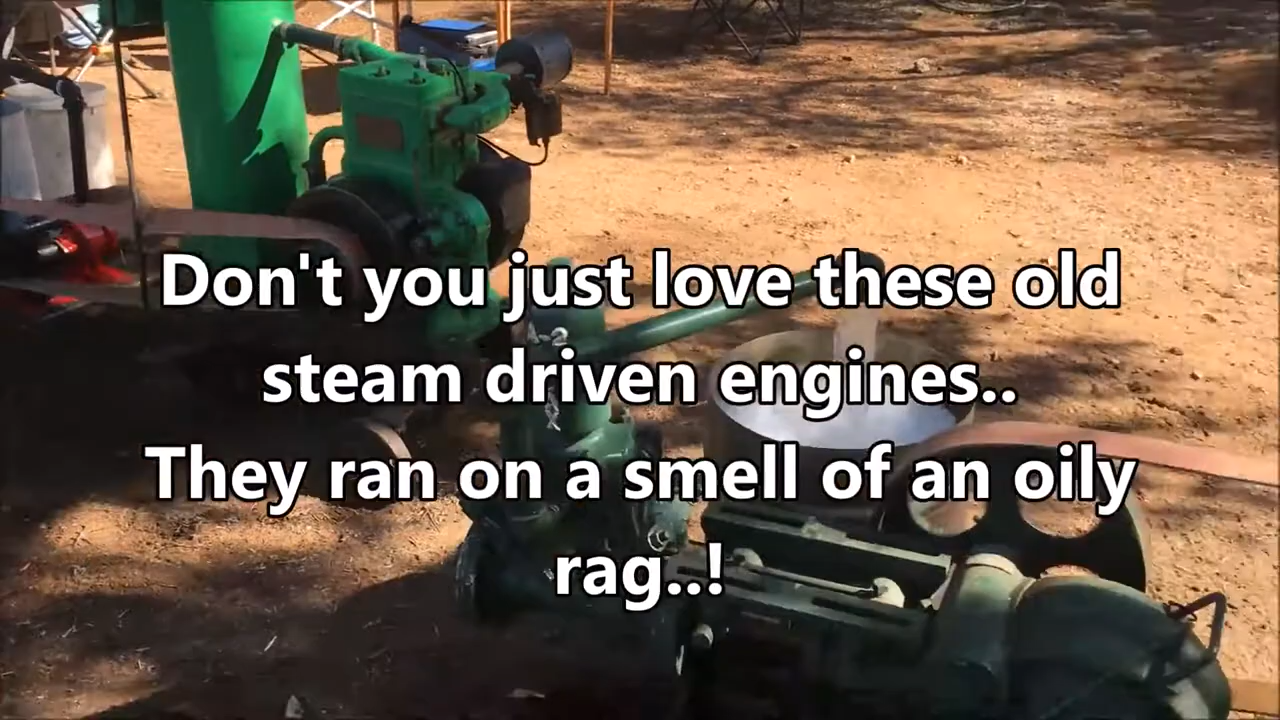 Don't you just love these old
steam driven engines..
They ran on a smell of an oily
rag..!